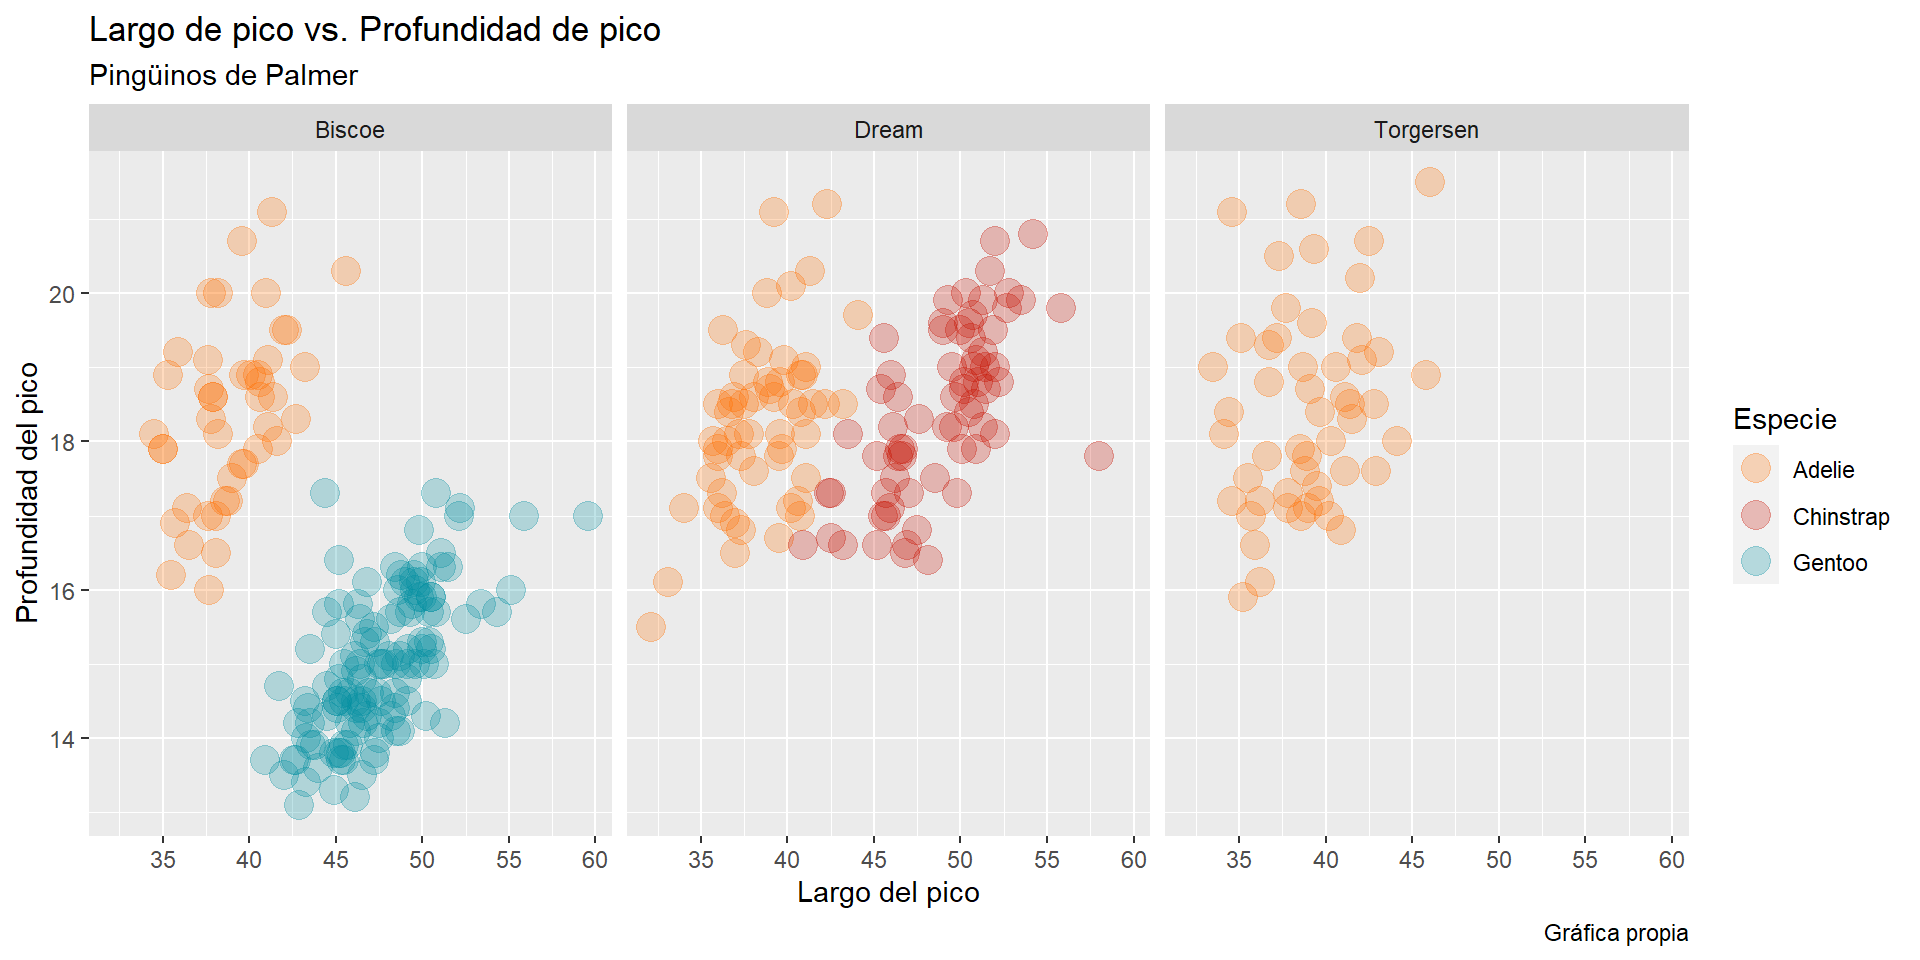 Largo de pico vs. Profundidad de pico
Pingüinos de Palmer
Biscoe
Dream
Torgersen
Profundidad del pico
20
18
16
14
35 40 45 50 55 60
35 40 45 50 55 60
35 40 45 50 55 60
Largo del pico
Especie
Adelie
Chinstrap
Gentoo
Gráfica propia